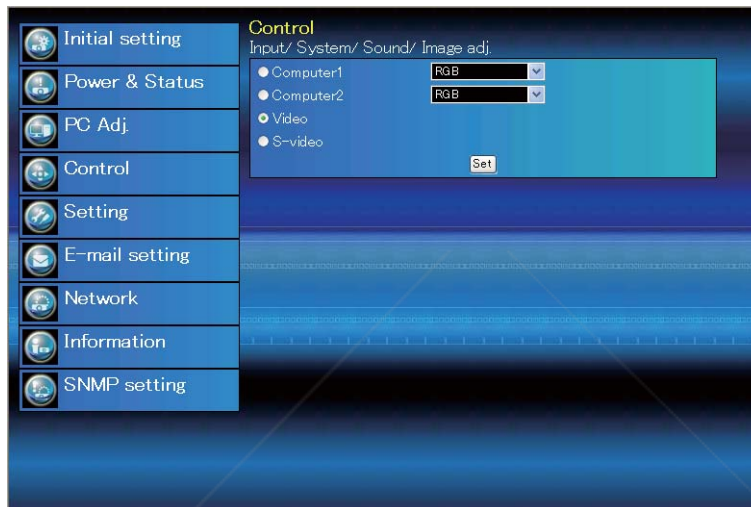 Initial setting
Power & Status
PC Adj.
Control
Setting
E-mail setting
Network
Information
SNMP setting
Control
Input/ System/ Sound/ Image adj.
Computer1 RGB
Computer2 RGB
Video
S-video
Set